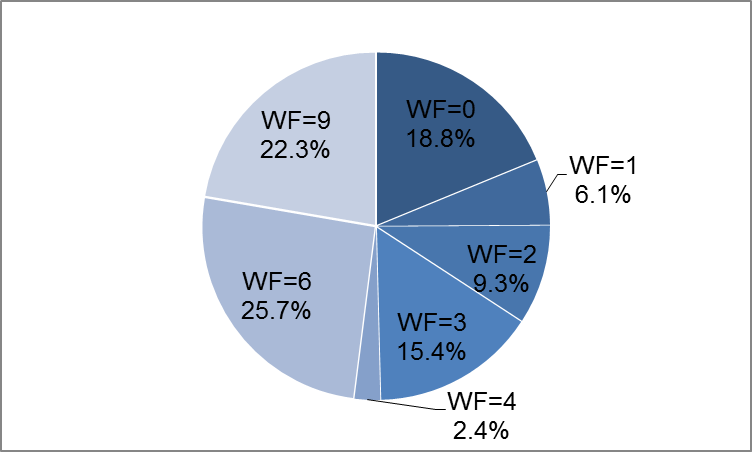 WF=0
18.8%
WF=1
6.1%
WF=2
9.3%
WF=3
15.4%
WF=4
2.4%
WF=6
25.7%
WF=9
22.3%